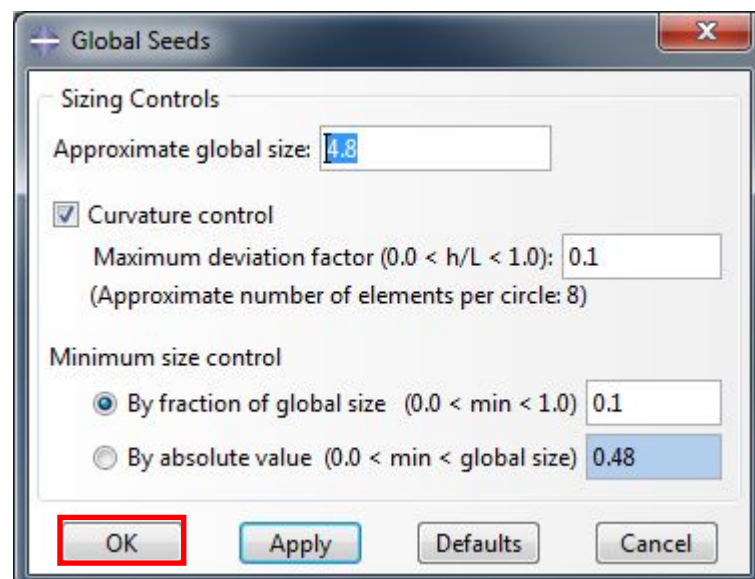 Global Seeds
Sizing Controls
Approximate global size: 4.8
Curvature control
Maximum deviation factor (0.0 < h/L < 1.0): 0.1
(Approximate number of elements per circle: 8)
Minimum size control
By fraction of global size (0.0 < min < 1.0) 0.1
By absolute value (0.0 < min < global size) 0.48
OK Apply Defaults Cancel